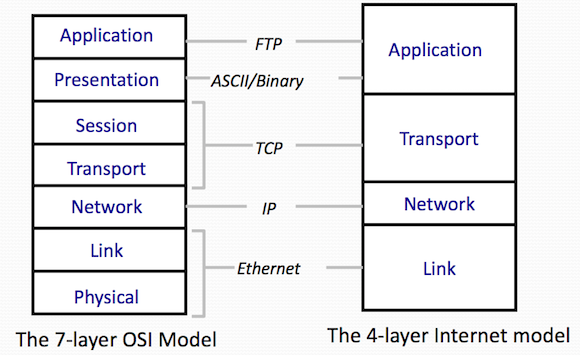 Application
Presentation
Session
Transport
Network
Link
Physical
The 7-layer OSI Model
FTP
ASCII/Binary
TCP
IP
Ethernet
Application
Transport
Network
Link
The 4-layer Internet model